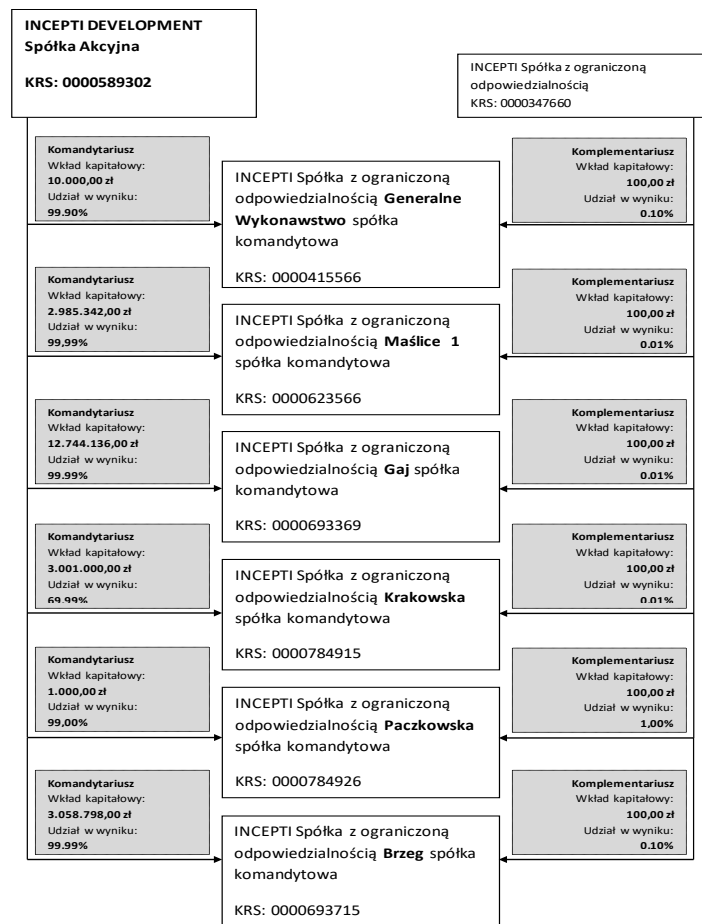 INCEPTI DEVELOPMENT
Spółka Akcyjna
KRS: 0000589302
INCEPTI Spółka z ograniczoną
odpowiedzialnością
KRS: 0000347660
Komandytariusz
Wkład kapitałowy:
10.000,00 zł
Udział w wyniku:
99.90%
INCEPTI Spółka z ograniczoną
odpowiedzialnością Generalne
Wykonawstwo spółka
komandytowa
KRS: 0000415566
Komplementariusz
Wkład kapitałowy:
100,00 zł
Udział w wyniku:
0.10%
Komandytariusz
Wkład kapitałowy:
2.985.342,00 zł
Udział w wyniku:
99,99%
INCEPTI Spółka z ograniczoną
odpowiedzialnością Maślice 1
spółka komandytowa
KRS: 0000623566
Komplementariusz
Wkład kapitałowy:
100,00 zł
Udział w wyniku:
0.01%
Komandytariusz
Wkład kapitałowy:
12.744.136,00 zł
Udział w wyniku:
99.99%
INCEPTI Spółka z ograniczoną
odpowiedzialnością Gaj spółka
komandytowa
KRS: 0000693369
Komplementariusz
Wkład kapitałowy:
100,00 zł
Udział w wyniku:
0.01%
Komandytariusz
Wkład kapitałowy:
3.001.000,00 zł
Udział w wyniku:
69.99%
INCEPTI Spółka z ograniczoną
odpowiedzialnością Krakowska
spółka komandytowa
KRS: 0000784915
Komplementariusz
Wkład kapitałowy:
100,00 zł
Udział w wyniku:
0.01%
Komandytariusz
Wkład kapitałowy:
1.000,00 zł
Udział w wyniku:
99,00%
INCEPTI Spółka z ograniczoną
odpowiedzialnością Paczkowska
spółka komandytowa
KRS: 0000784926
Komplementariusz
Wkład kapitałowy:
100,00 zł
Udział w wyniku:
1,00%
Komandytariusz
Wkład kapitałowy:
3.058.798,00 zł
Udział w wyniku:
99.99%
INCEPTI Spółka z ograniczoną
odpowiedzialnością Brzeg spółka
komandytowa
KRS: 0000693715
Komplementariusz
Wkład kapitałowy:
100,00 zł
Udział w wyniku:
0.10%